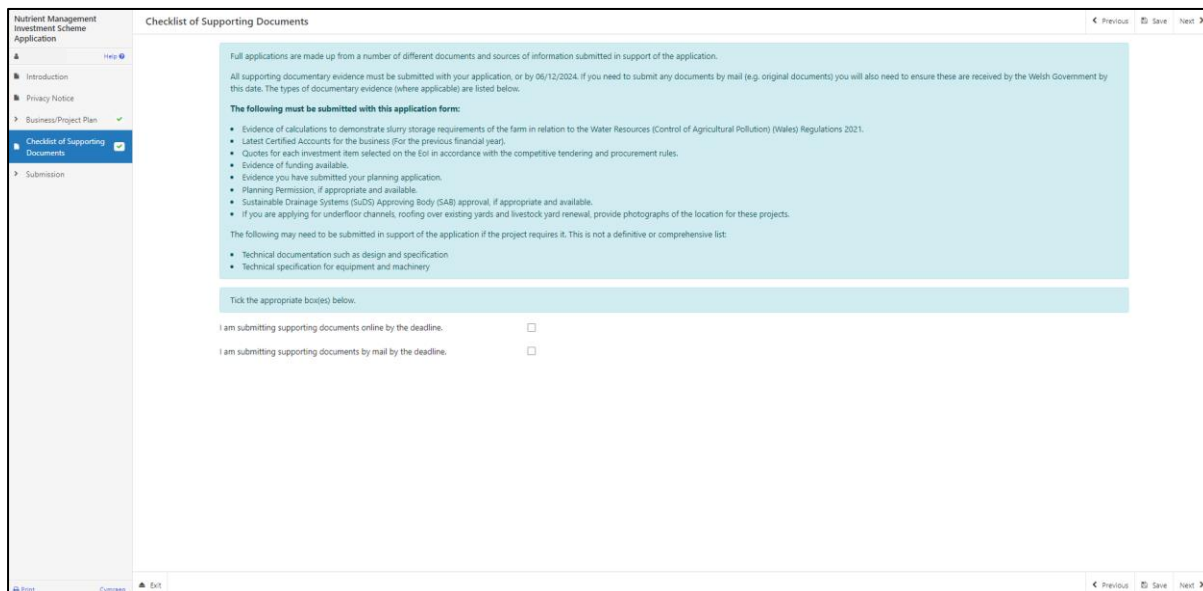 Nutrient Management
Investment Scheme
Application
Help
Introduction
Privacy Notice
Business/Project Plan
Checklist of Supporting
Documents
Submission
Print
Cymraeg
Checklist of Supporting Documents
Previous
Save
Next
Full applications are made up from a number of different documents and sources of information submitted in support of the application.
All supporting documentary evidence must be submitted with your application, or by 06/12/2024. If you need to submit any documents by mail (e.g. original documents) you will also need to ensure these are received by the Welsh Government by
this date. The types of documentary evidence (where applicable) are listed below.
The following must be submitted with this application form:
• Evidence of calculations to demonstrate slurry storage requirements of the farm in relation to the Water Resources (Control of Agricultural Pollution) (Wales) Regulations 2021.
• Latest Certified Accounts for the business (For the previous financial year).
• Quotes for each investment item selected on the EoI in accordance with the competitive tendering and procurement rules.
• Evidence of funding available.
• Evidence you have submitted your planning application.
• Planning Permission, if appropriate and available.
• Sustainable Drainage Systems (SuDS) Approving Body (SAB) approval, if appropriate and available.
• If you are applying for underfloor channels, roofing over existing yards and livestock yard renewal, provide photographs of the location for these projects.
The following may need to be submitted in support of the application if the project requires it. This is not a definitive or comprehensive list:
• Technical documentation such as design and specification
• Technical specification for equipment and machinery
Tick the appropriate box(es) below.
I am submitting supporting documents online by the deadline.
I am submitting supporting documents by mail by the deadline.
Exit
Previous
Save
Next